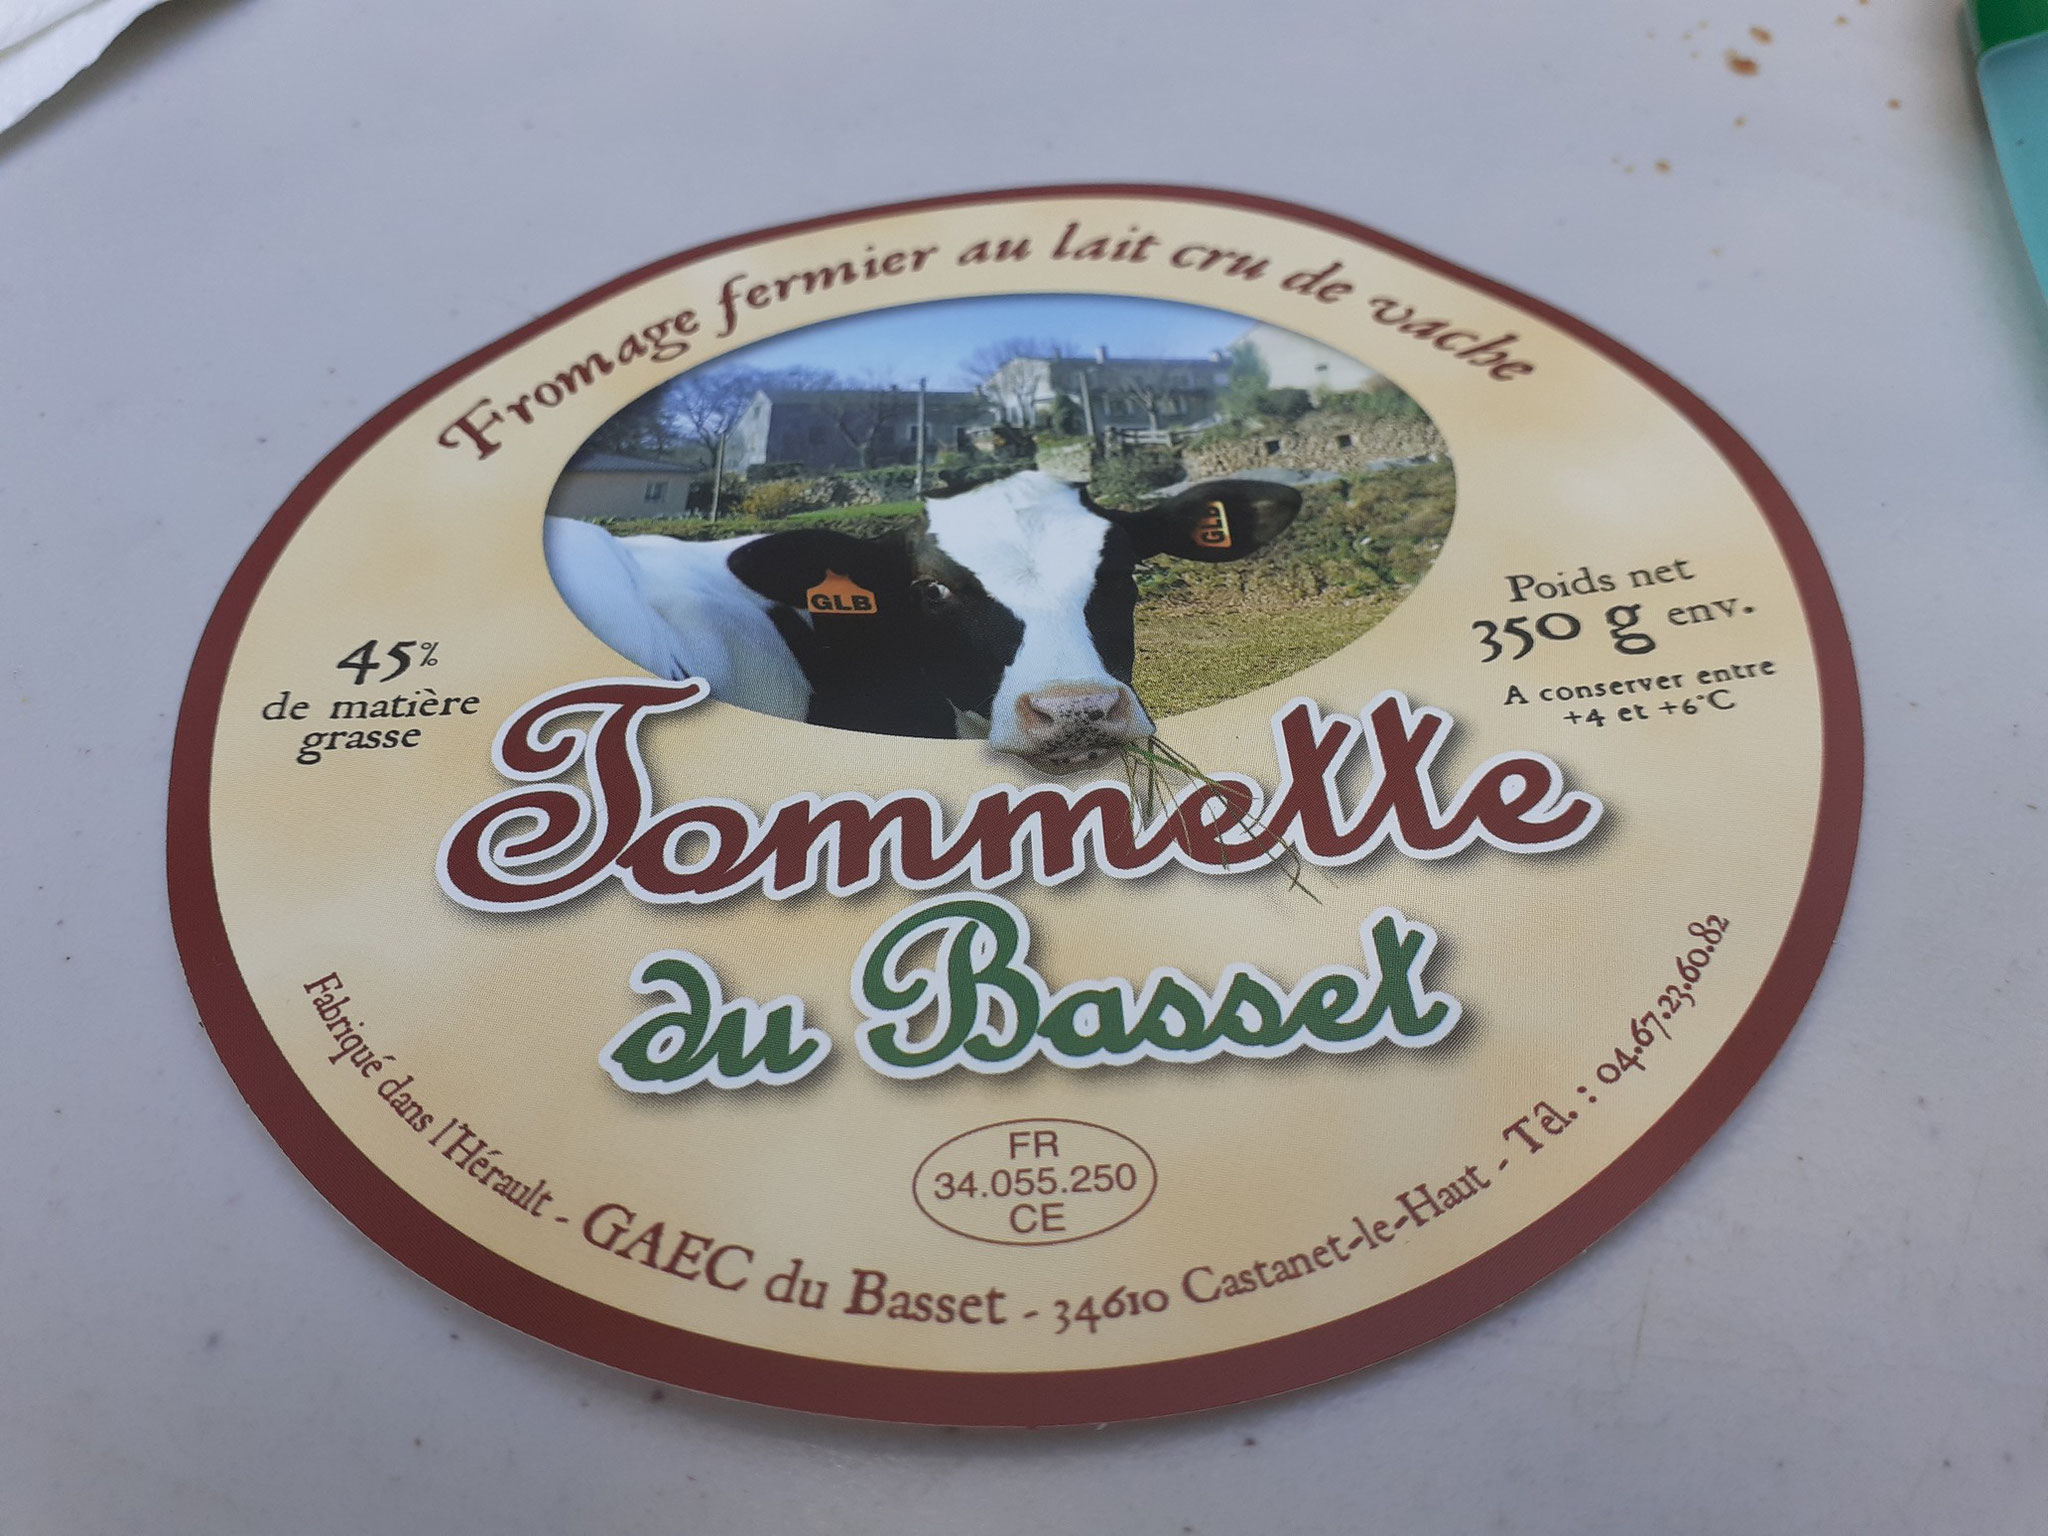 Fromage fermier au lait cru de vache
GLB
GLB
45%
de matière
grasse
Poids net
350 g env.
A conserver entre
+4 et +6°C
Tommette
du Basset
FR
34.055.250
CE
Fabriqué dans l'Hérault - GAEC du Basset - 34610 Castanet-le-Haut - Tél. : 04.67.23.60.82